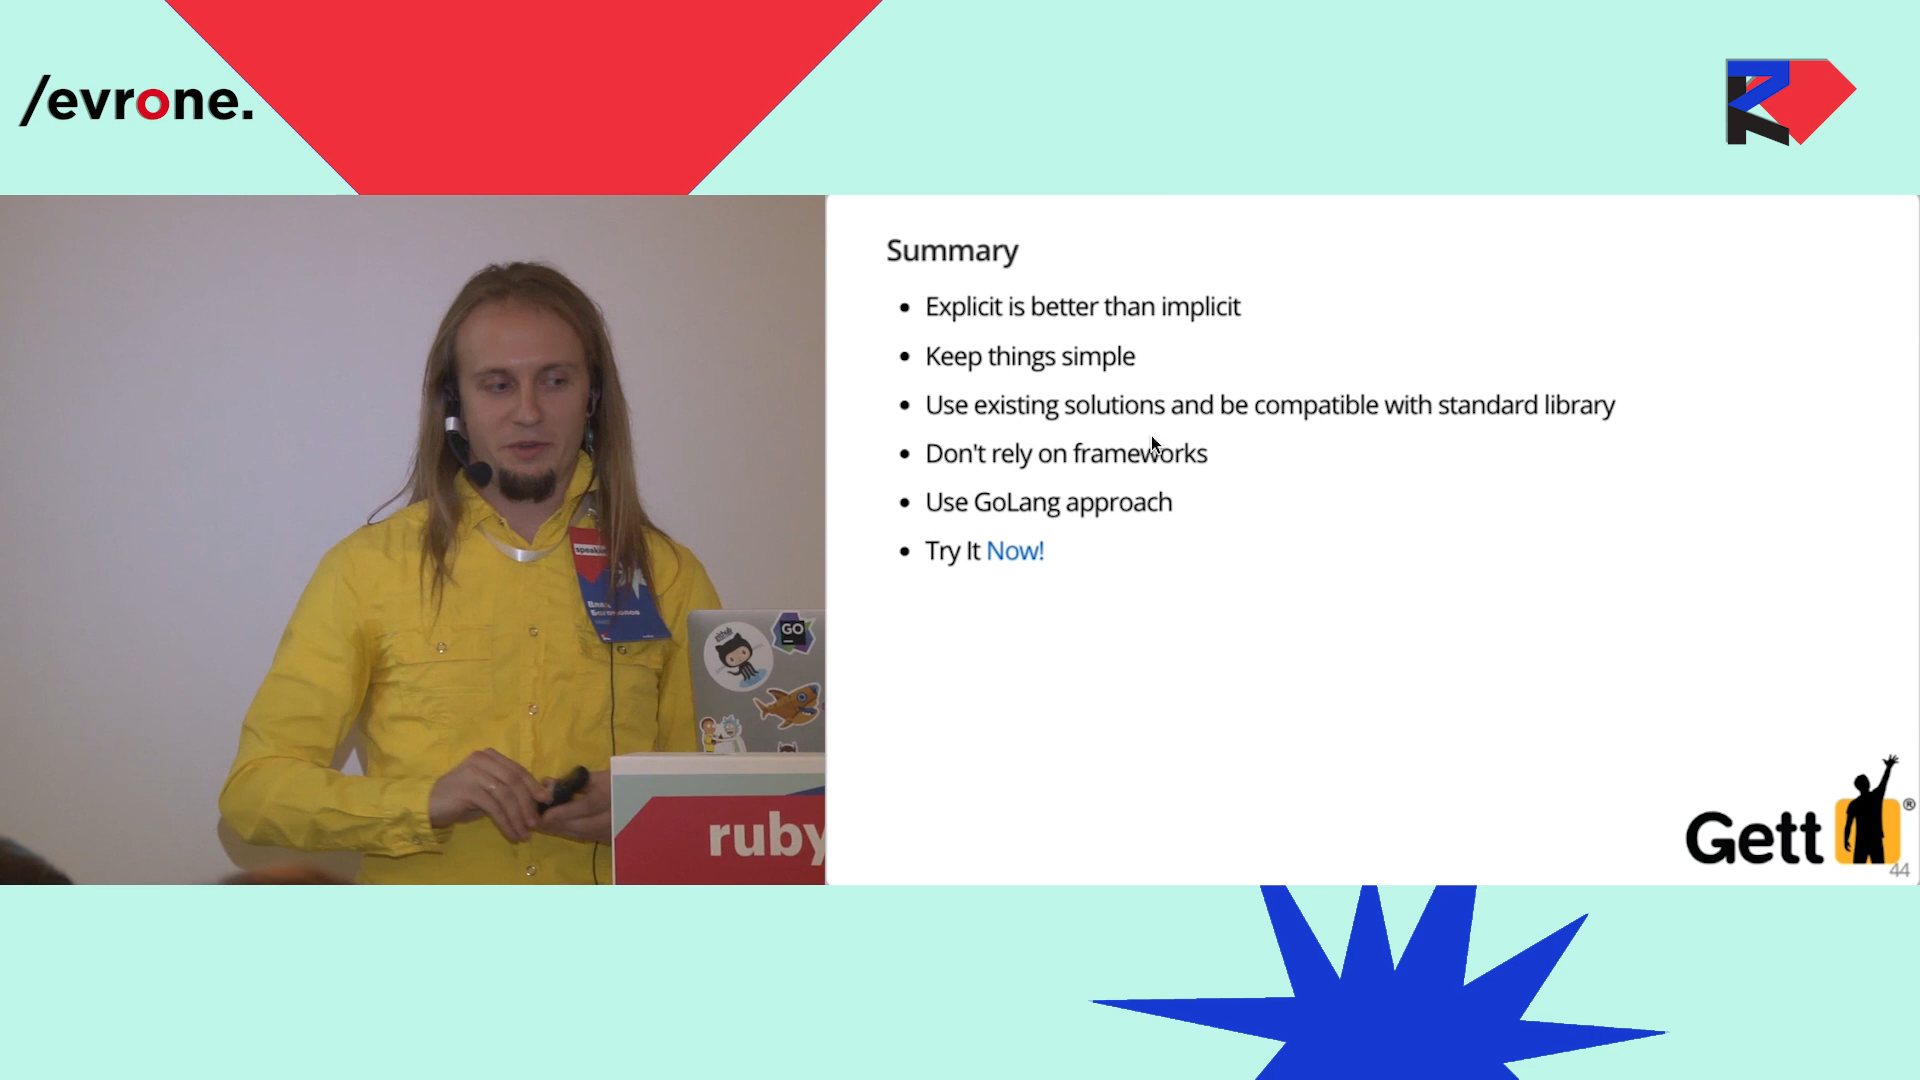 /evrone.
Summary
• Explicit is better than implicit
• Keep things simple
• Use existing solutions and be compatible with standard library
• Don't rely on frameworks
• Use GoLang approach
• Try It Now!
GO
ruby
Gett®
44